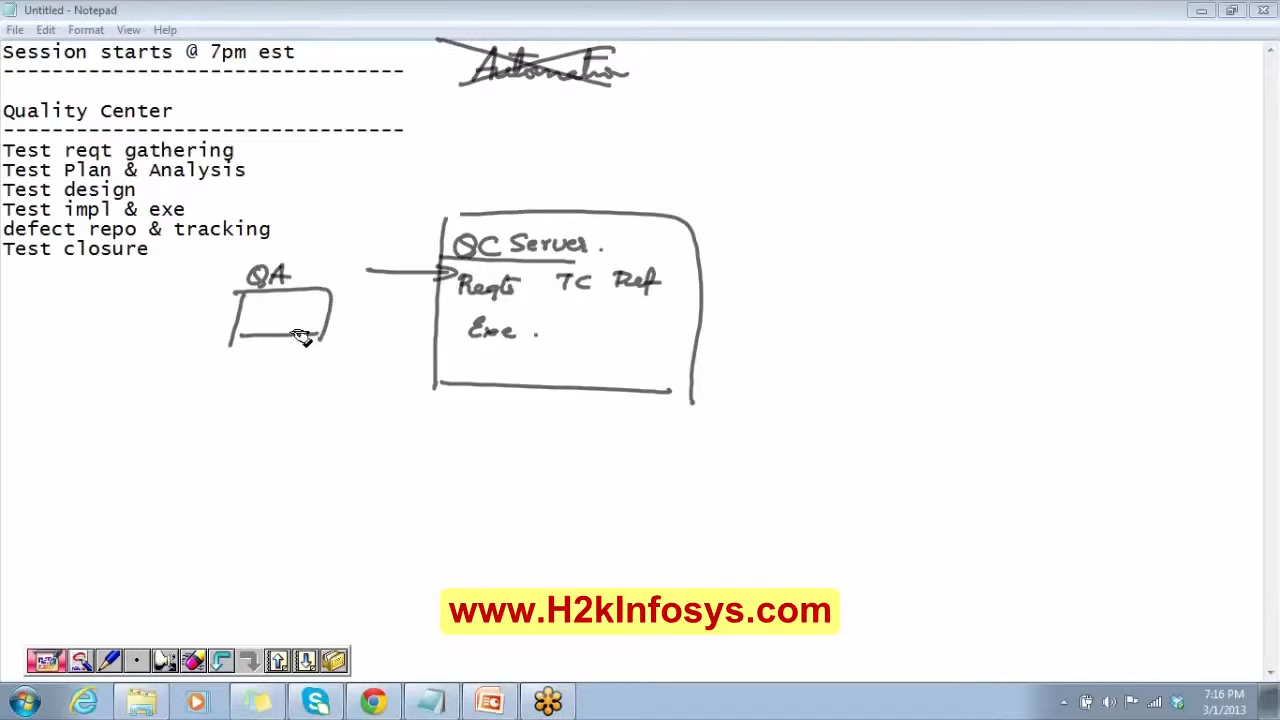 Untitled - Notepad
File Edit Format View Help
Session starts @ 7pm est
---------------------------------
Automation
Quality Center
---------------------------------
Test reqt gathering
Test Plan & Analysis
Test design
Test impl & exe
defect repo & tracking
Test closure
QA
QC Server.
Reqts TC Def
Exe.
www.H2kInfosys.com
7:16 PM
3/1/2013